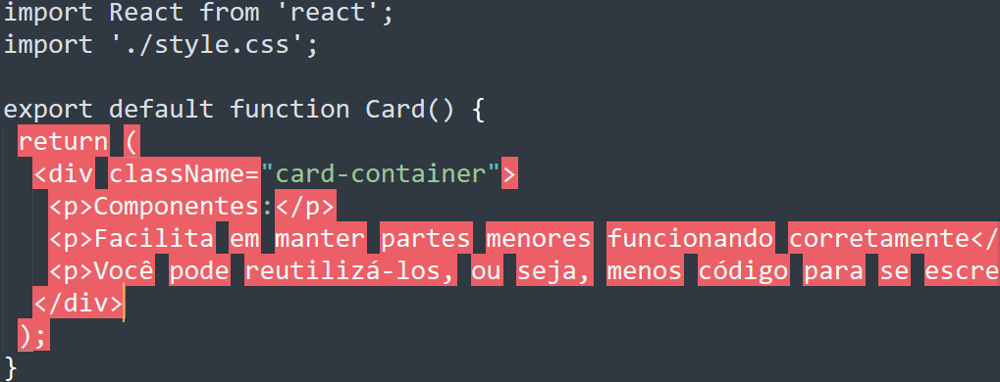 import React from 'react';
import './style.css';
export default function Card() {
return (
<div className="card-container">
<p>Componentes:</p>
<p>Facilita em manter partes menores funcionando corretamente</
<p>Você pode reutilizá-los, ou seja, menos código para se escre
</div>
);
}